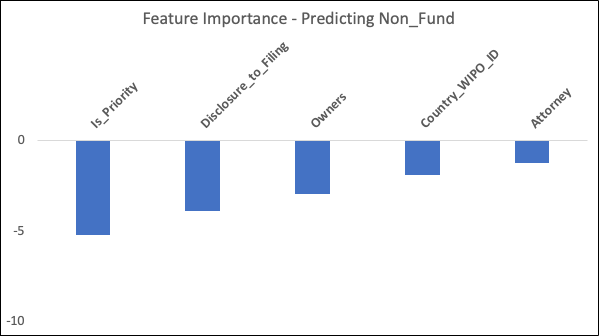 Feature Importance - Predicting Non_Fund
Is_Priority
Disclosure_to_Filing
Owners
Country_WIPO_ID
Attorney
0
-5
-10